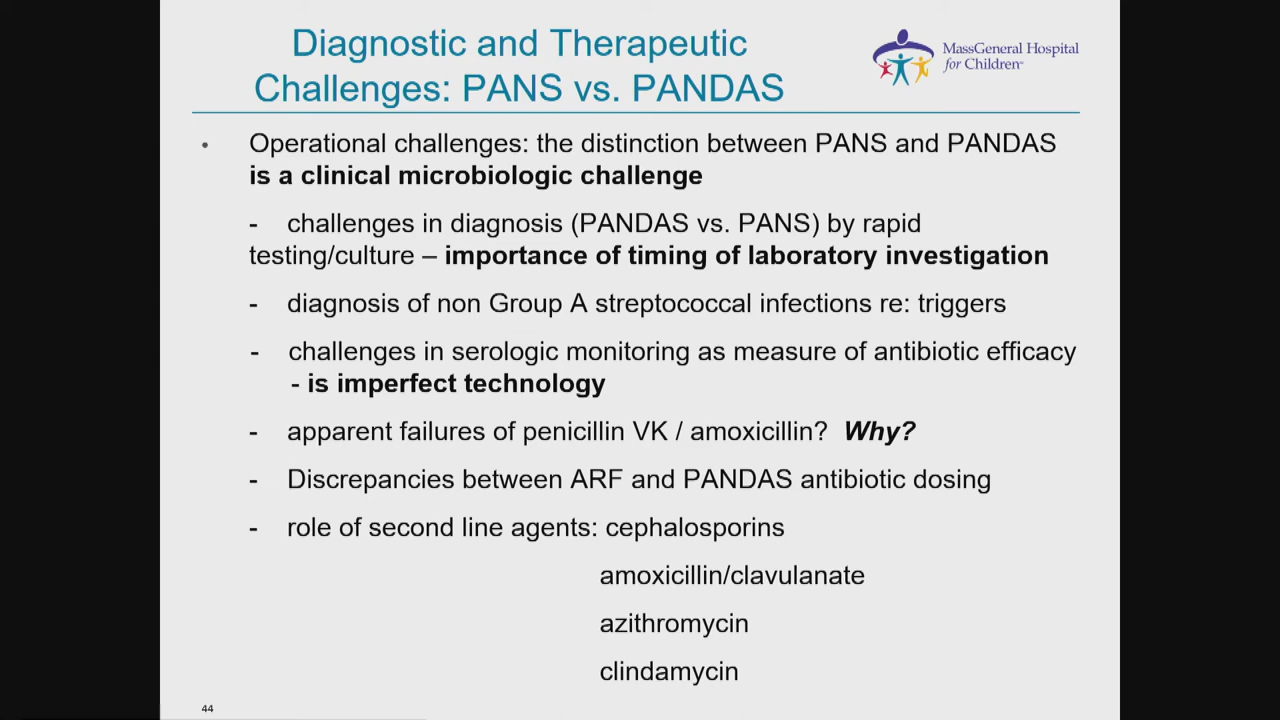 Diagnostic and Therapeutic
Challenges: PANS vs. PANDAS
MassGeneral Hospital
for Children™
• Operational challenges: the distinction between PANS and PANDAS
is a clinical microbiologic challenge
- challenges in diagnosis (PANDAS vs. PANS) by rapid
testing/culture – importance of timing of laboratory investigation
- diagnosis of non Group A streptococcal infections re: triggers
- challenges in serologic monitoring as measure of antibiotic efficacy
- is imperfect technology
- apparent failures of penicillin VK / amoxicillin? Why?
- Discrepancies between ARF and PANDAS antibiotic dosing
- role of second line agents: cephalosporins
amoxicillin/clavulanate
azithromycin
clindamycin
44